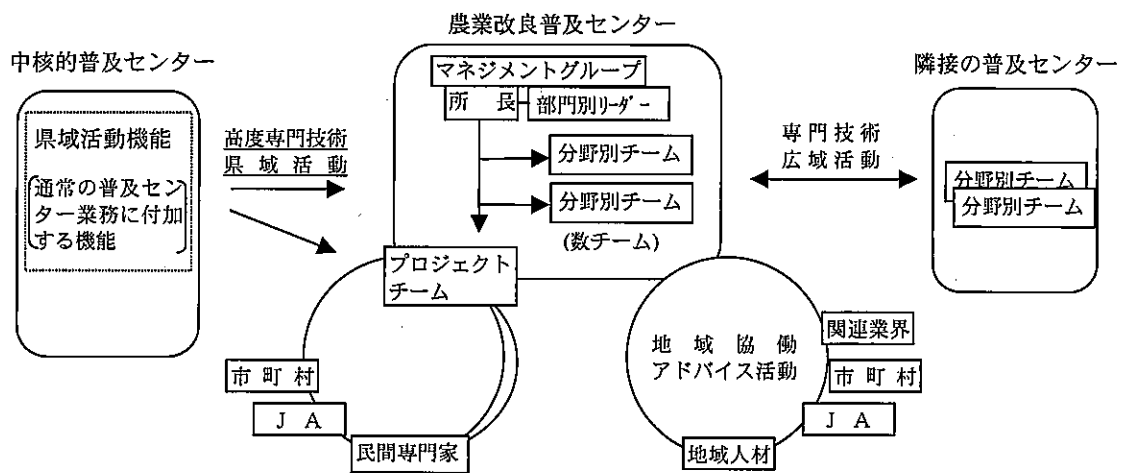 農業改良普及センター
中核的普及センター
隣接の普及センター
マネジメントグループ
所　長
部門別リーダー
県域活動機能
通常の普及セン
ター業務に付加
する機能
高度専門技術
県域活動
分野別チーム
分野別チーム
(数チーム)
専門技術
広域活動
分野別チーム
分野別チーム
プロジェクト
チーム
市町村
ＪＡ
民間専門家
地域協働
アドバイス活動
関連業界
市町村
ＪＡ
地域人材